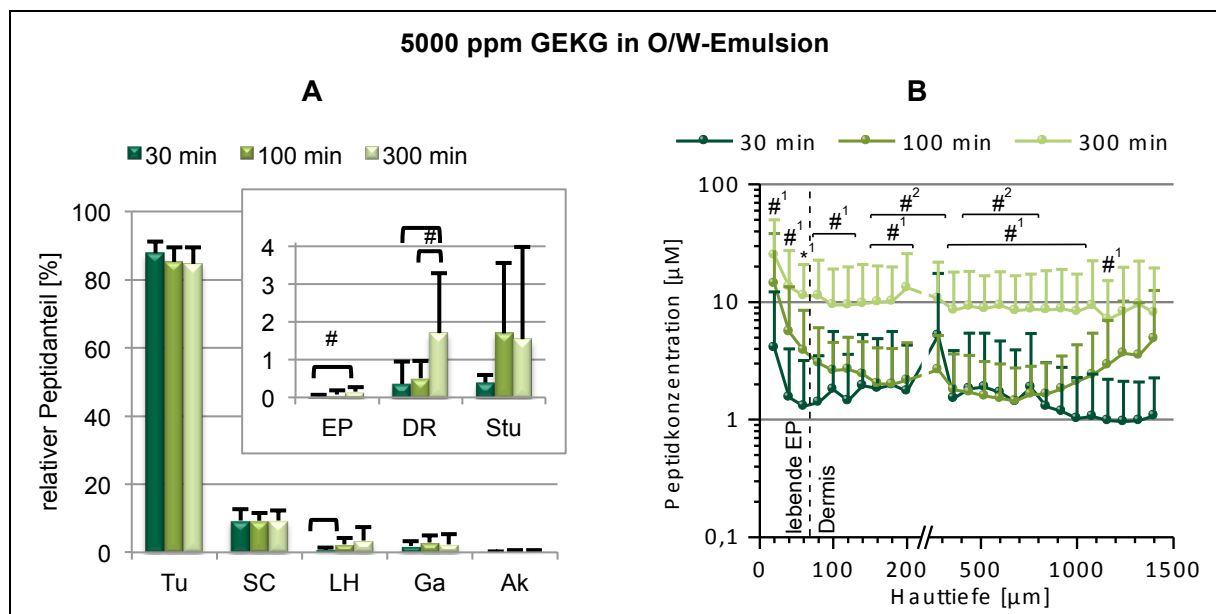 5000 ppm GEKG in O/W-Emulsion
A
30 min 100 min 300 min
relativer Peptidanteil [%]
100
80
60
40
20
0
Tu SC LH Ga Ak
4
3
2
1
0
#
#
EP DR Stu
B
30 min 100 min 300 min
Peptidkonzentration [µM]
100
10
1
0,1
#1
#1
*1
#1
#2
#1
#2
#1
#1
lebende EP
Dermis
0 100 200 500 1000 1500
Hauttiefe [µm]